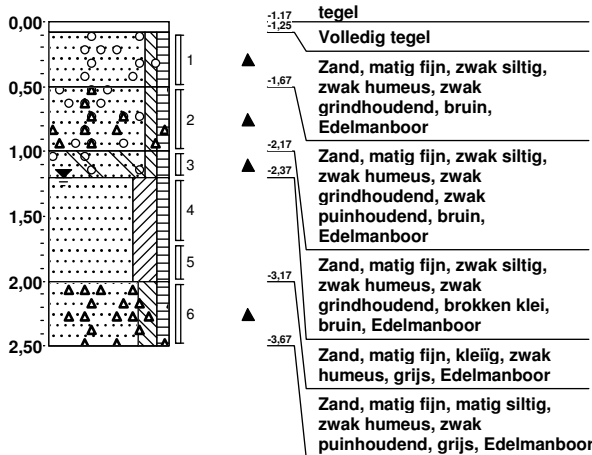 0,00
0,50
1,00
1,50
2,00
2,50
1
2
3
4
5
6
-1.17
-1,25
-1,67
-2,17
-2,37
-3,17
-3,67
tegel
Volledig tegel
Zand, matig fijn, zwak siltig,
zwak humeus, zwak
grindhoudend, bruin,
Edelmanboor
Zand, matig fijn, zwak siltig,
zwak humeus, zwak
grindhoudend, zwak
puinhoudend, bruin,
Edelmanboor
Zand, matig fijn, zwak siltig,
zwak humeus, zwak
grindhoudend, brokken klei,
bruin, Edelmanboor
Zand, matig fijn, kleiïg, zwak
humeus, grijs, Edelmanboor
Zand, matig fijn, matig siltig,
zwak humeus, zwak
puinhoudend, grijs, Edelmanboor